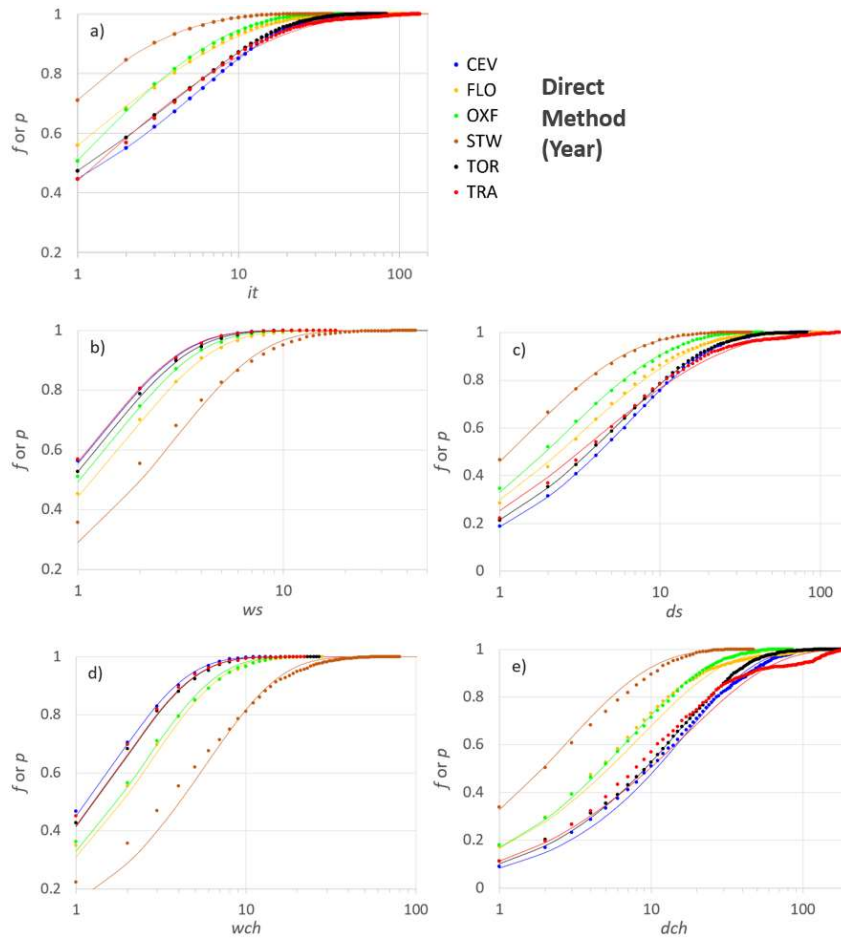 a)
f or p
1
0.8
0.6
0.4
0.2
1
10
100
it
CEV
FLO
OXF
STW
TOR
TRA
Direct
Method
(Year)
b)
f or p
1
0.8
0.6
0.4
0.2
1
10
ws
c)
f or p
1
0.8
0.6
0.4
0.2
0
1
10
100
ds
d)
f or p
1
0.8
0.6
0.4
0.2
1
10
100
wch
e)
f or p
1
0.8
0.6
0.4
0.2
0
1
10
100
dch